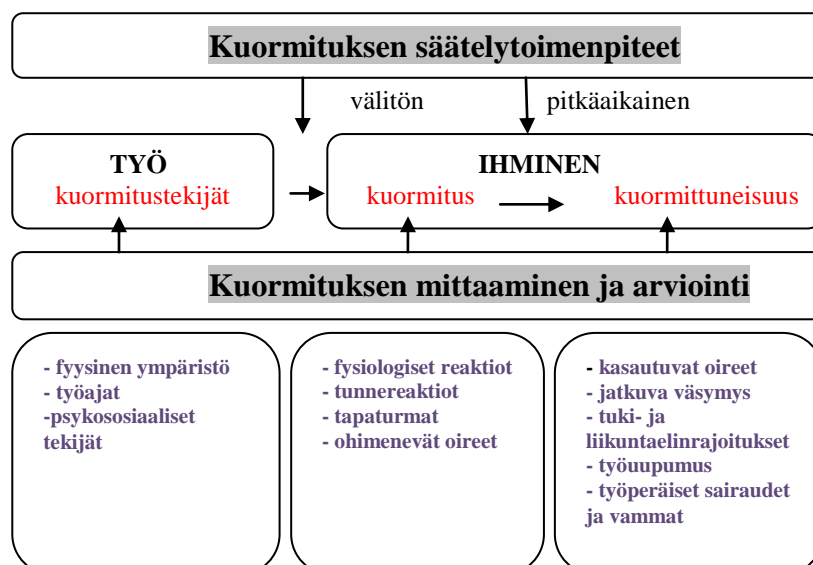 Kuormituksen säätelytoimenpiteet
välitön pitkäaikainen
TYÖ
kuormitustekijät
IHMINEN
kuormitus kuormittuneisuus
Kuormituksen mittaaminen ja arviointi
- fyysinen ympäristö
- työajat
-psykososiaaliset
tekijät
- fysiologiset reaktiot
- tunnereaktiot
- tapaturmat
- ohimenevät oireet
- kasautuvat oireet
- jatkuva väsymys
- tuki- ja
liikuntaelinrajoitukset
- työuupumus
- työperäiset sairaudet
ja vammat